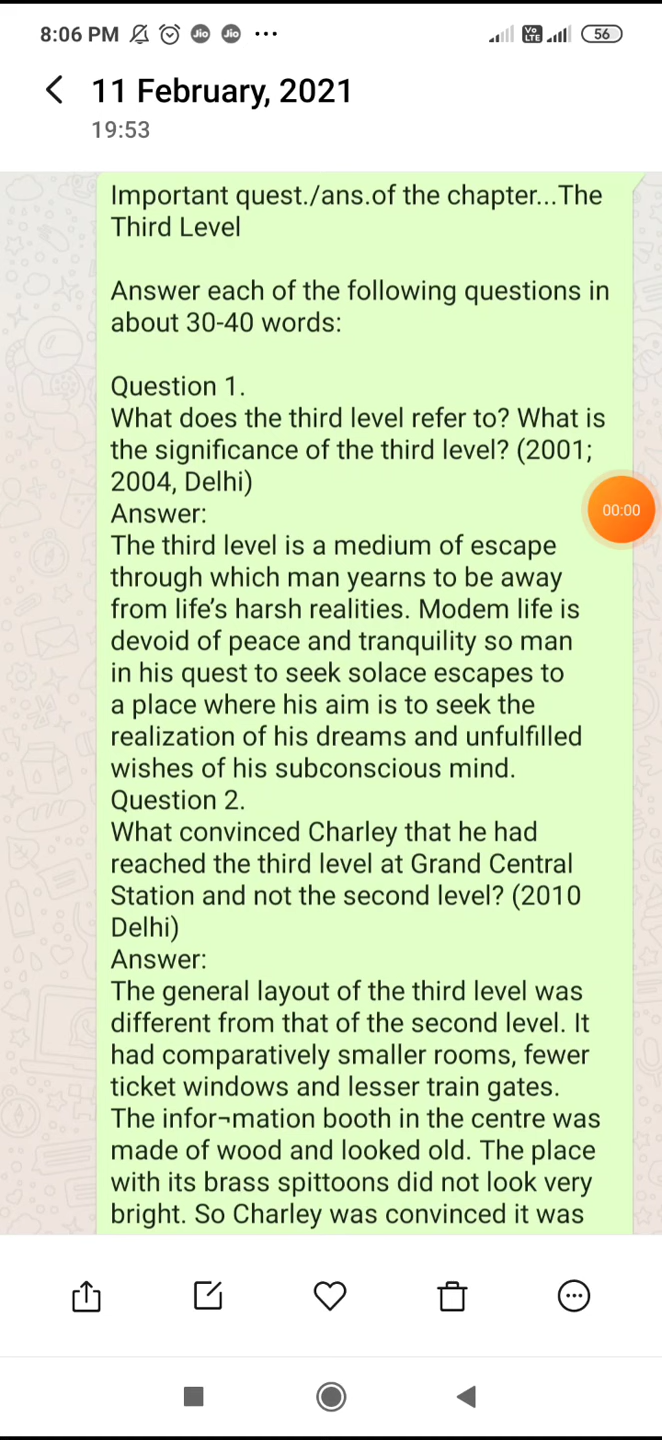 8:06 PM Jio Jio ... Vo LTE 56
11 February, 2021
19:53
Important quest./ans.of the chapter...The
Third Level
Answer each of the following questions in
about 30-40 words:
Question 1.
What does the third level refer to? What is
the significance of the third level? (2001;
2004, Delhi)
Answer:
00:00
The third level is a medium of escape
through which man yearns to be away
from life’s harsh realities. Modem life is
devoid of peace and tranquility so man
in his quest to seek solace escapes to
a place where his aim is to seek the
realization of his dreams and unfulfilled
wishes of his subconscious mind.
Question 2.
What convinced Charley that he had
reached the third level at Grand Central
Station and not the second level? (2010
Delhi)
Answer:
The general layout of the third level was
different from that of the second level. It
had comparatively smaller rooms, fewer
ticket windows and lesser train gates.
The infor¬mation booth in the centre was
made of wood and looked old. The place
with its brass spittoons did not look very
bright. So Charley was convinced it was